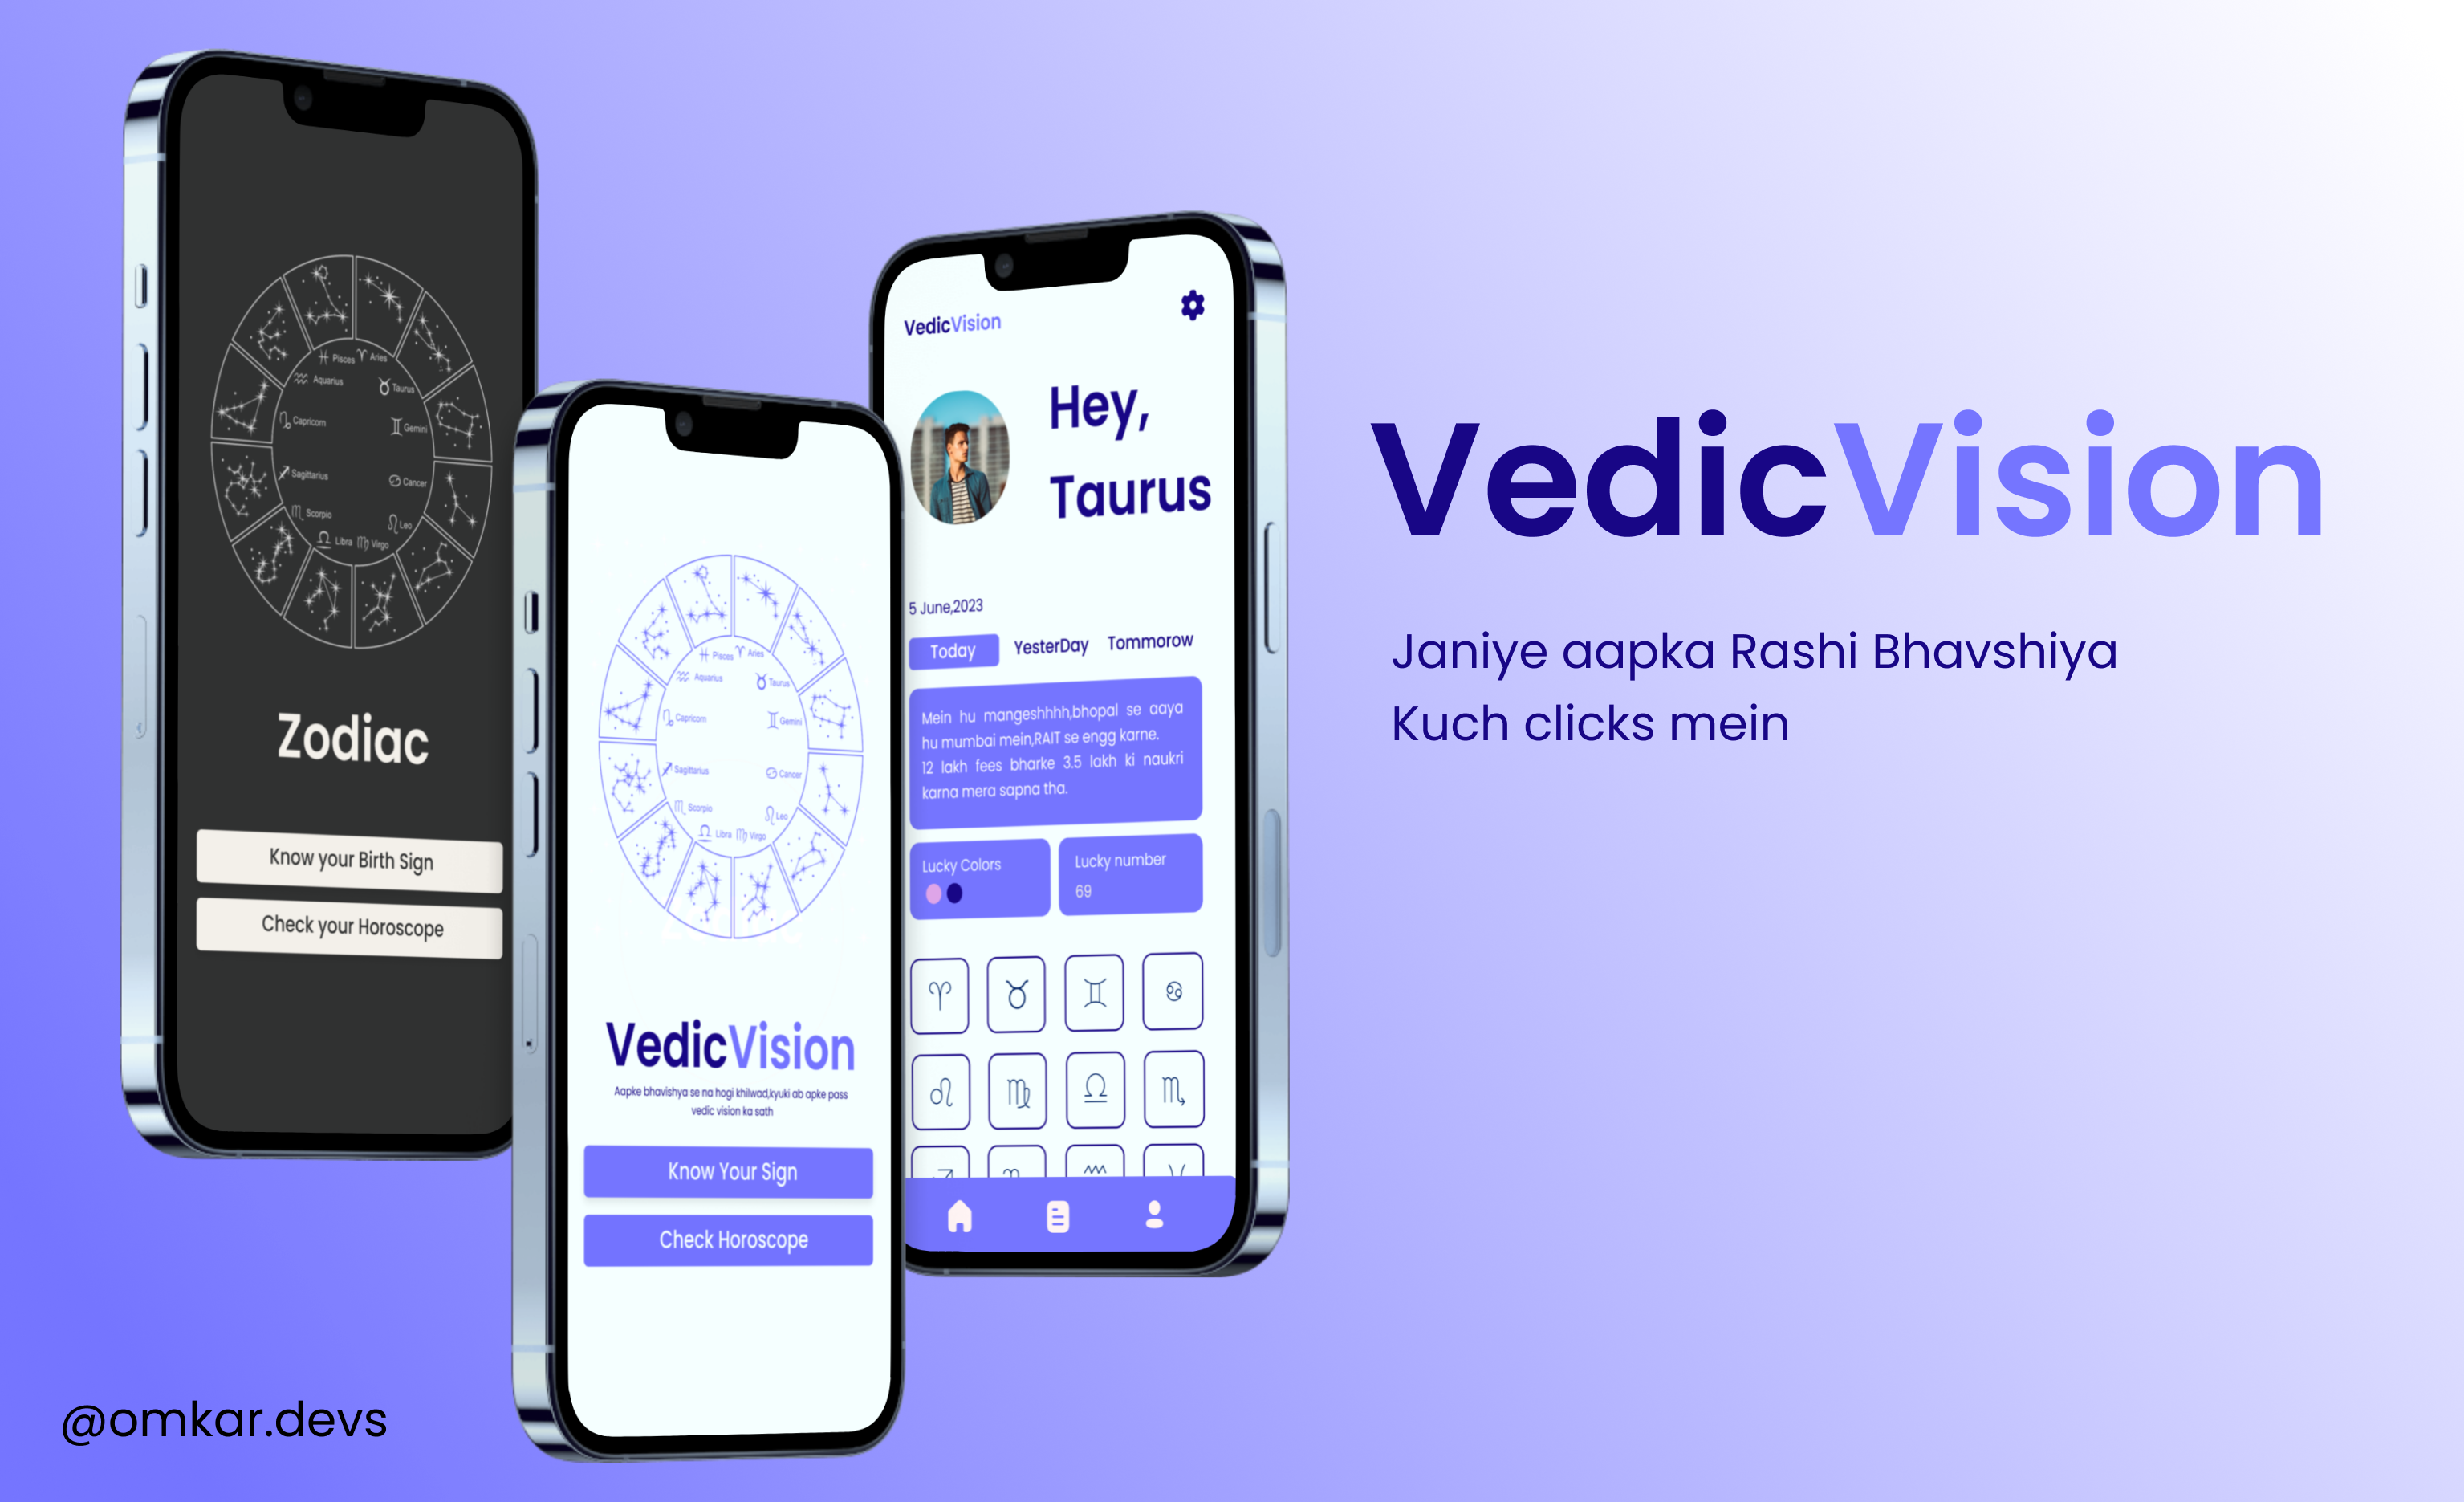 Pisces Aries
Aquarius Taurus
Capricorn Gemini
Sagittarius Cancer
Scorpio Leo
Libra Virgo
Zodiac
Know your Birth Sign
Check your Horoscope
Pisces Aries
Aquarius Taurus
Capricorn Gemini
Sagittarius Cancer
Scorpio Leo
Libra Virgo
VedicVision
Aapke bhavishya se na hogi khilwad,kyuki ab apke pass
vedic vision ka sath
Know Your Sign
Check Horoscope
VedicVision
Hey,
Taurus
5 June,2023
Today YesterDay Tommorow
Mein hu mangeshhhh,bhopal se aaya
hu mumbai mein,RAIT se engg karne.
12 lakh fees bharke 3.5 lakh ki naukri
karna mera sapna tha.
Lucky Colors
Lucky number
69
VedicVision
Janiye aapka Rashi Bhavshiya
Kuch clicks mein
@omkar.devs